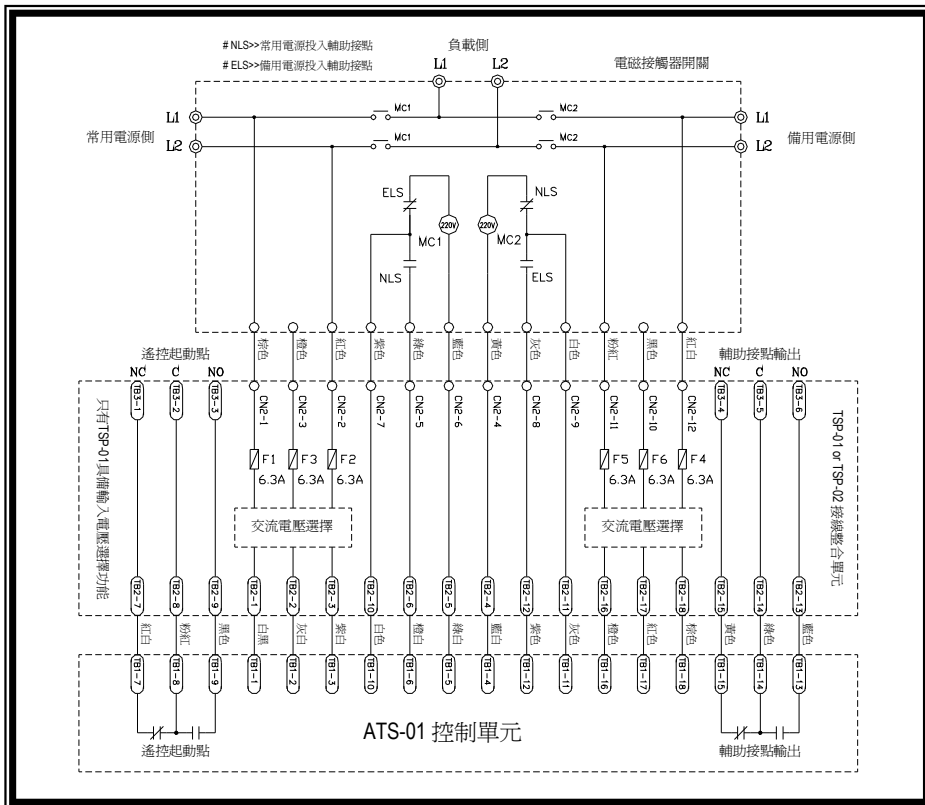 # NLS>>常用電源投入輔助接點
# ELS>>備用電源投入輔助接點
負載側
L1 L2
電磁接觸器開關
L1 MC1 MC2 L1
常用電源側 備用電源側
L2 MC1 MC2 L2
ELS NLS
220V 220V
MC1 MC2
NLS ELS
棕色 橙色 紅色 紫色 綠色 藍色 黃色 灰色 白色 粉紅 黑色 紅白
遙控起動點 輔助接點輸出
NC C NO NC C NO
TB3-1 TB3-2 TB3-3 CN2-1 CN2-3 CN2-2 CN2-7 CN2-5 CN2-6 CN2-4 CN2-8 CN2-9 CN2-11 CN2-10 CN2-12 TB3-4 TB3-5 TB3-6
只有TSP-01具備輸入電壓選擇功能
TSP-01 or TSP-02 接線整合單元
F1 F3 F2 F5 F6 F4
6.3A 6.3A 6.3A 6.3A 6.3A 6.3A
交流電壓選擇 交流電壓選擇
TB2-7 TB2-8 TB2-9 TB2-1 TB2-2 TB2-3 TB2-10 TB2-6 TB2-5 TB2-4 TB2-12 TB2-11 TB2-16 TB2-17 TB2-18 TB2-15 TB2-14 TB2-13
紅白 粉紅 黑色 白黑 灰白 紫白 白色 橙白 綠白 藍白 紫色 灰色 橙色 紅色 棕色 黃色 綠色 藍色
TB1-7 TB1-8 TB1-9 TB1-1 TB1-2 TB1-3 TB1-10 TB1-6 TB1-5 TB1-4 TB1-12 TB1-11 TB1-16 TB1-17 TB1-18 TB1-15 TB1-14 TB1-13
ATS-01 控制單元
遙控起動點 輔助接點輸出